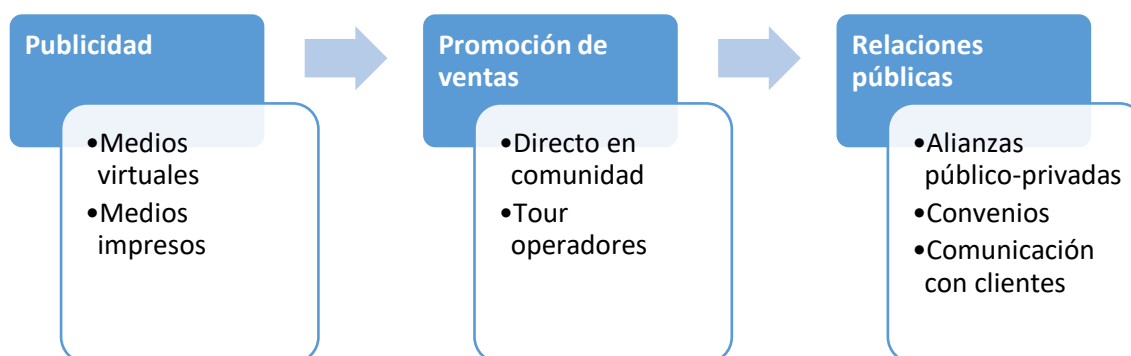 Publicidad
•Medios
virtuales
•Medios
impresos
Promoción de
ventas
•Directo en
comunidad
•Tour
operadores
Relaciones
públicas
•Alianzas
público-privadas
•Convenios
•Comunicación
con clientes